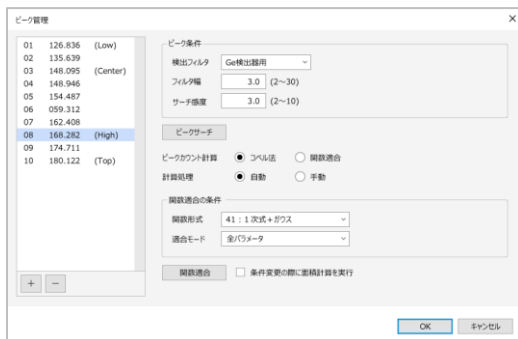 ピーク管理
01 126.836 (Low)
02 135.639
03 148.095 (Center)
04 148.946
05 154.487
06 059.312
07 162.408
08 168.282 (High)
09 174.711
10 180.122 (Top)
+ −
ピーク条件
検出フィルタ Ge検出器用
フィルタ幅 3.0 (2～30)
サーチ感度 3.0 (2～10)
ピークサーチ
ピークカウント計算 コベル法 関数適合
計算処理 自動 手動
関数適合の条件
関数形式 41：1次式+ガウス
適合モード 全パラメータ
関数適合 条件変更の際に面積計算を実行
OK キャンセル